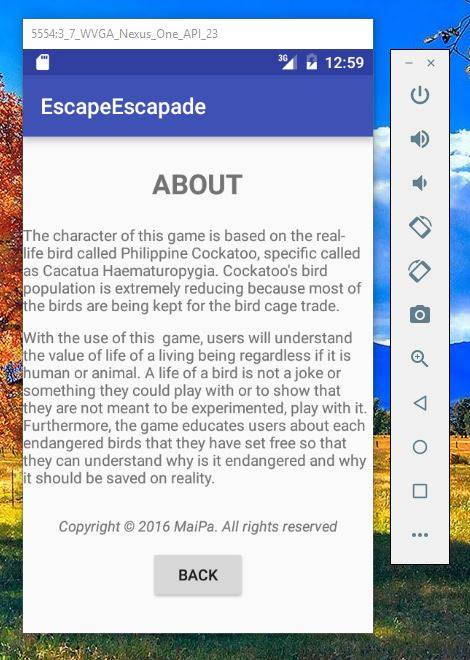 5554:3_7_WVGA_Nexus_One_API_23
3G 12:59
EscapeEscapade
ABOUT
The character of this game is based on the real-
life bird called Philippine Cockatoo, specific called
as Cacatua Haematuropygia. Cockatoo's bird
population is extremely reducing because most of
the birds are being kept for the bird cage trade.
With the use of this  game, users will understand
the value of life of a living being regardless if it is
human or animal. A life of a bird is not a joke or
something they could play with or to show that
they are not meant to be experimented, play with it.
Furthermore, the game educates users about each
endangered birds that they have set free so that
they can understand why is it endangered and why
it should be saved on reality.
Copyright © 2016 MaiPa. All rights reserved
BACK